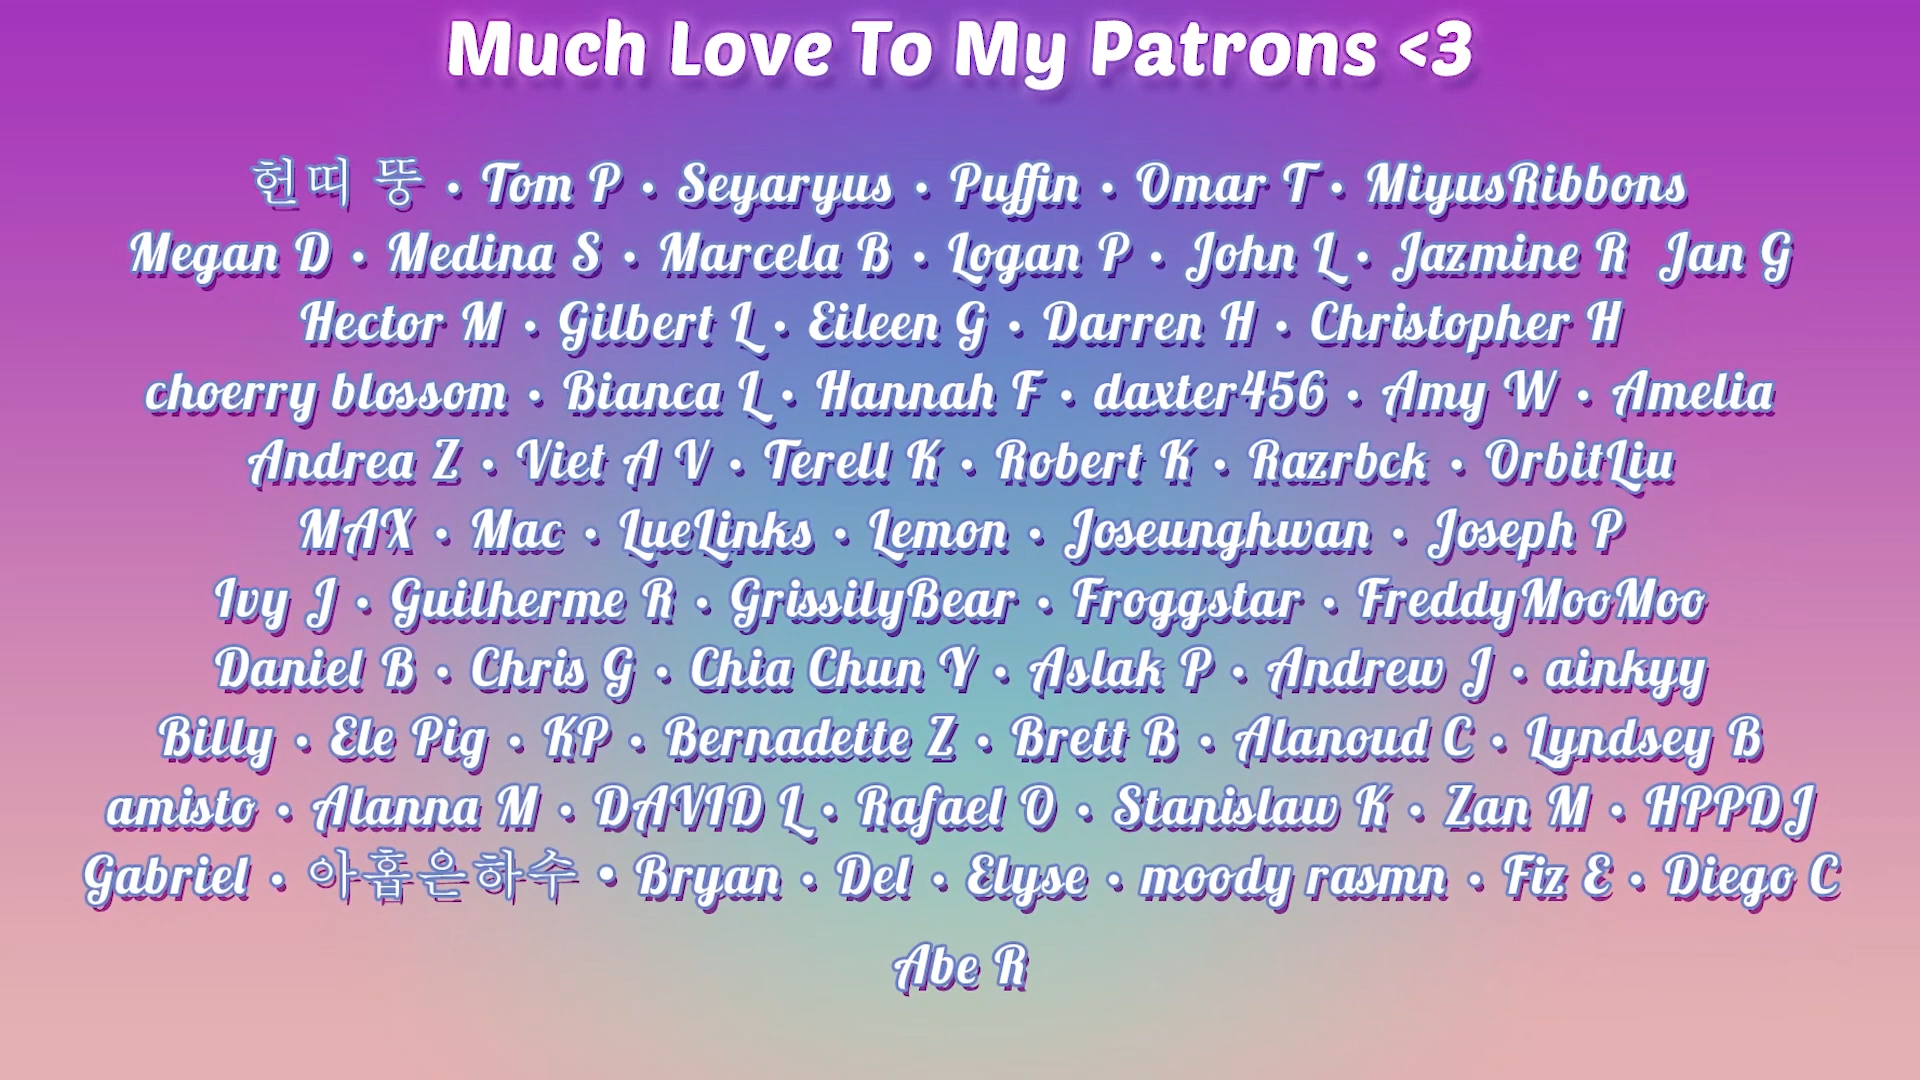 Much Love To My Patrons <3
헌띠 뚱 • Tom P • Seyaryus • Puffin • Omar T • MiyusRibbons
Megan D • Medina S • Marcela B • Logan P • John L • Jazmine R Jan G
Hector M • Gilbert L • Eileen G • Darren H • Christopher H
choerry blossom • Bianca L • Hannah F • daxter456 • Amy W • Amelia
Andrea Z • Viet A V • Terell K • Robert K • Razrbck • OrbitLiu
MAX • Mac • LueLinks • Lemon • Joseunghwan • Joseph P
Ivy J • Guilherme R • GrissilyBear • Froggstar • FreddyMooMoo
Daniel B • Chris G • Chia Chun Y • Aslak P • Andrew J • ainkyy
Billy • Ele Pig • KP • Bernadette Z • Brett B • Alanoud C • Lyndsey B
amisto • Alanna M • DAVID L • Rafael O • Stanislaw K • Zan M • HPPDJ
Gabriel • 아홉은하수 • Bryan • Del • Elyse • moody rasmn • Fiz E • Diego C
Abe R